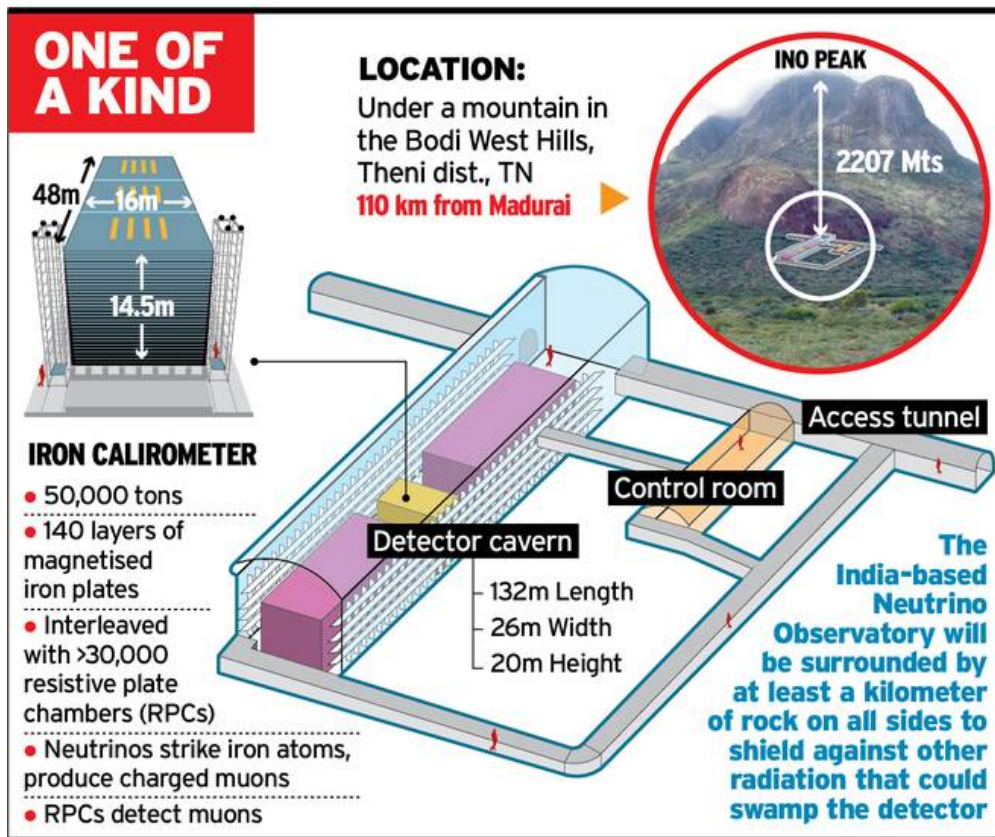 ONE OF
A KIND
LOCATION:
Under a mountain in
the Bodi West Hills,
Theni dist., TN
110 km from Madurai
INO PEAK
2207 Mts
48m
16m
14.5m
IRON CALIROMETER
• 50,000 tons
• 140 layers of
magnetised
iron plates
• Interleaved
with >30,000
resistive plate
chambers (RPCs)
• Neutrinos strike iron atoms,
produce charged muons
• RPCs detect muons
Access tunnel
Control room
Detector cavern
132m Length
26m Width
20m Height
The
India-based
Neutrino
Observatory will
be surrounded by
at least a kilometer
of rock on all sides to
shield against other
radiation that could
swamp the detector